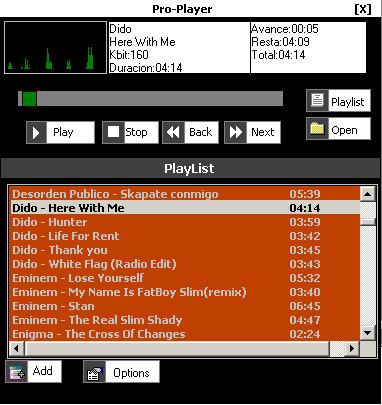 Pro-Player [X]
Dido
Here With Me
Kbit:160
Duracion:04:14
Avance:00:05
Resta:04:09
Total:04:14
Playlist
Play
Stop
Back
Next
Open
PlayList
Desorden Publico - Skapate conmigo 05:39
Dido - Here With Me 04:14
Dido - Hunter 03:59
Dido - Life For Rent 03:42
Dido - Thank you 03:45
Dido - White Flag (Radio Edit) 03:43
Eminem - Lose Yourself 05:32
Eminem - My Name Is FatBoy Slim(remix) 03:40
Eminem - Stan 06:45
Eminem - The Real Slim Shady 04:47
Enigma - The Cross Of Changes 02:24
Add
Options